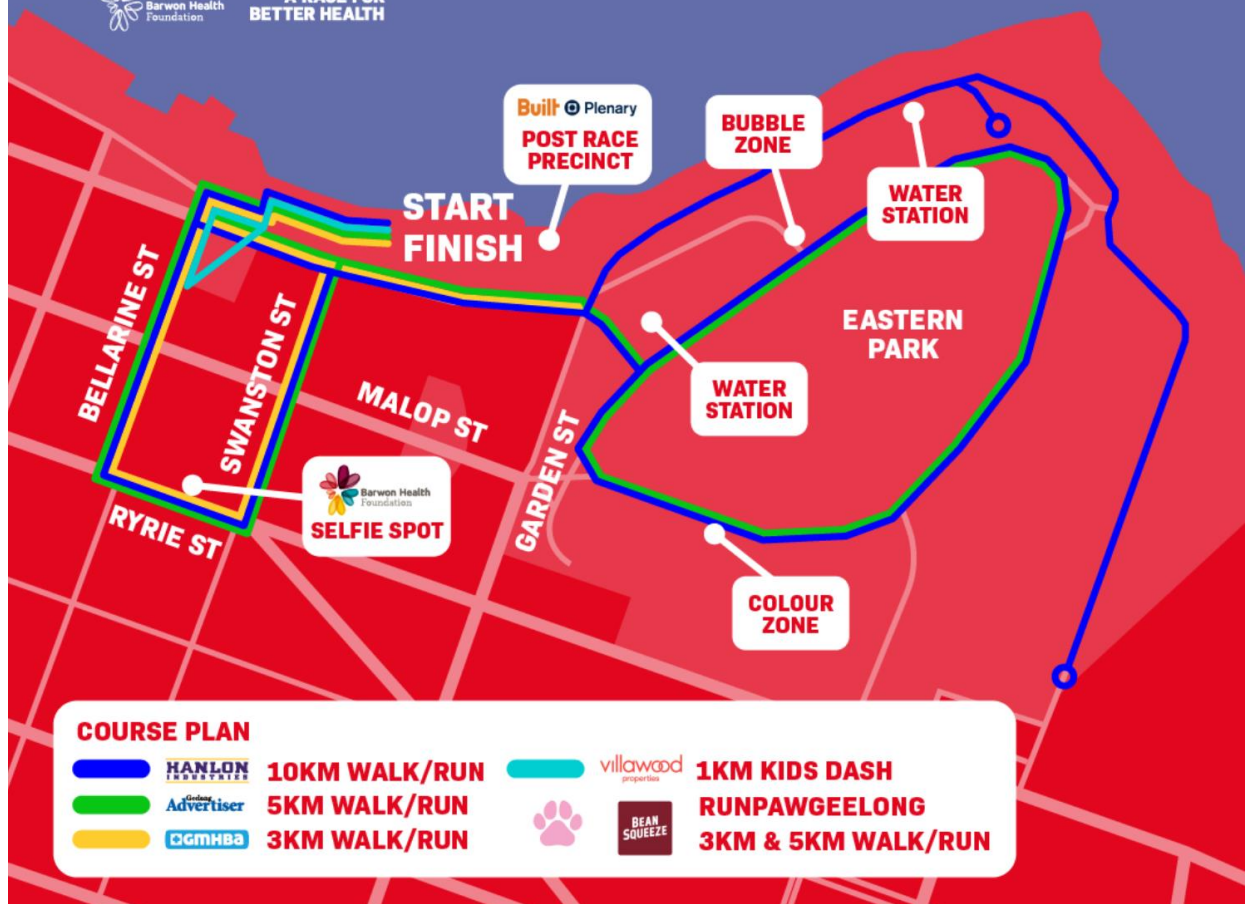 Barwon Health
Foundation
A RACE FOR
BETTER HEALTH
Built Plenary
POST RACE
PRECINCT
BUBBLE
ZONE
WATER
STATION
START
FINISH
EASTERN
PARK
BELLARINE ST
SWANSTON ST
MALOP ST
WATER
STATION
GARDEN ST
Barwon Health
Foundation
SELFIE SPOT
RYRIE ST
COLOUR
ZONE
COURSE PLAN
HANLON
INDUSTRIES
10KM WALK/RUN
villawood
properties
1KM KIDS DASH
Geelong
Advertiser
5KM WALK/RUN
BEAN
SQUEEZE
RUNPAWGEELONG
3KM & 5KM WALK/RUN
GMHBa
3KM WALK/RUN